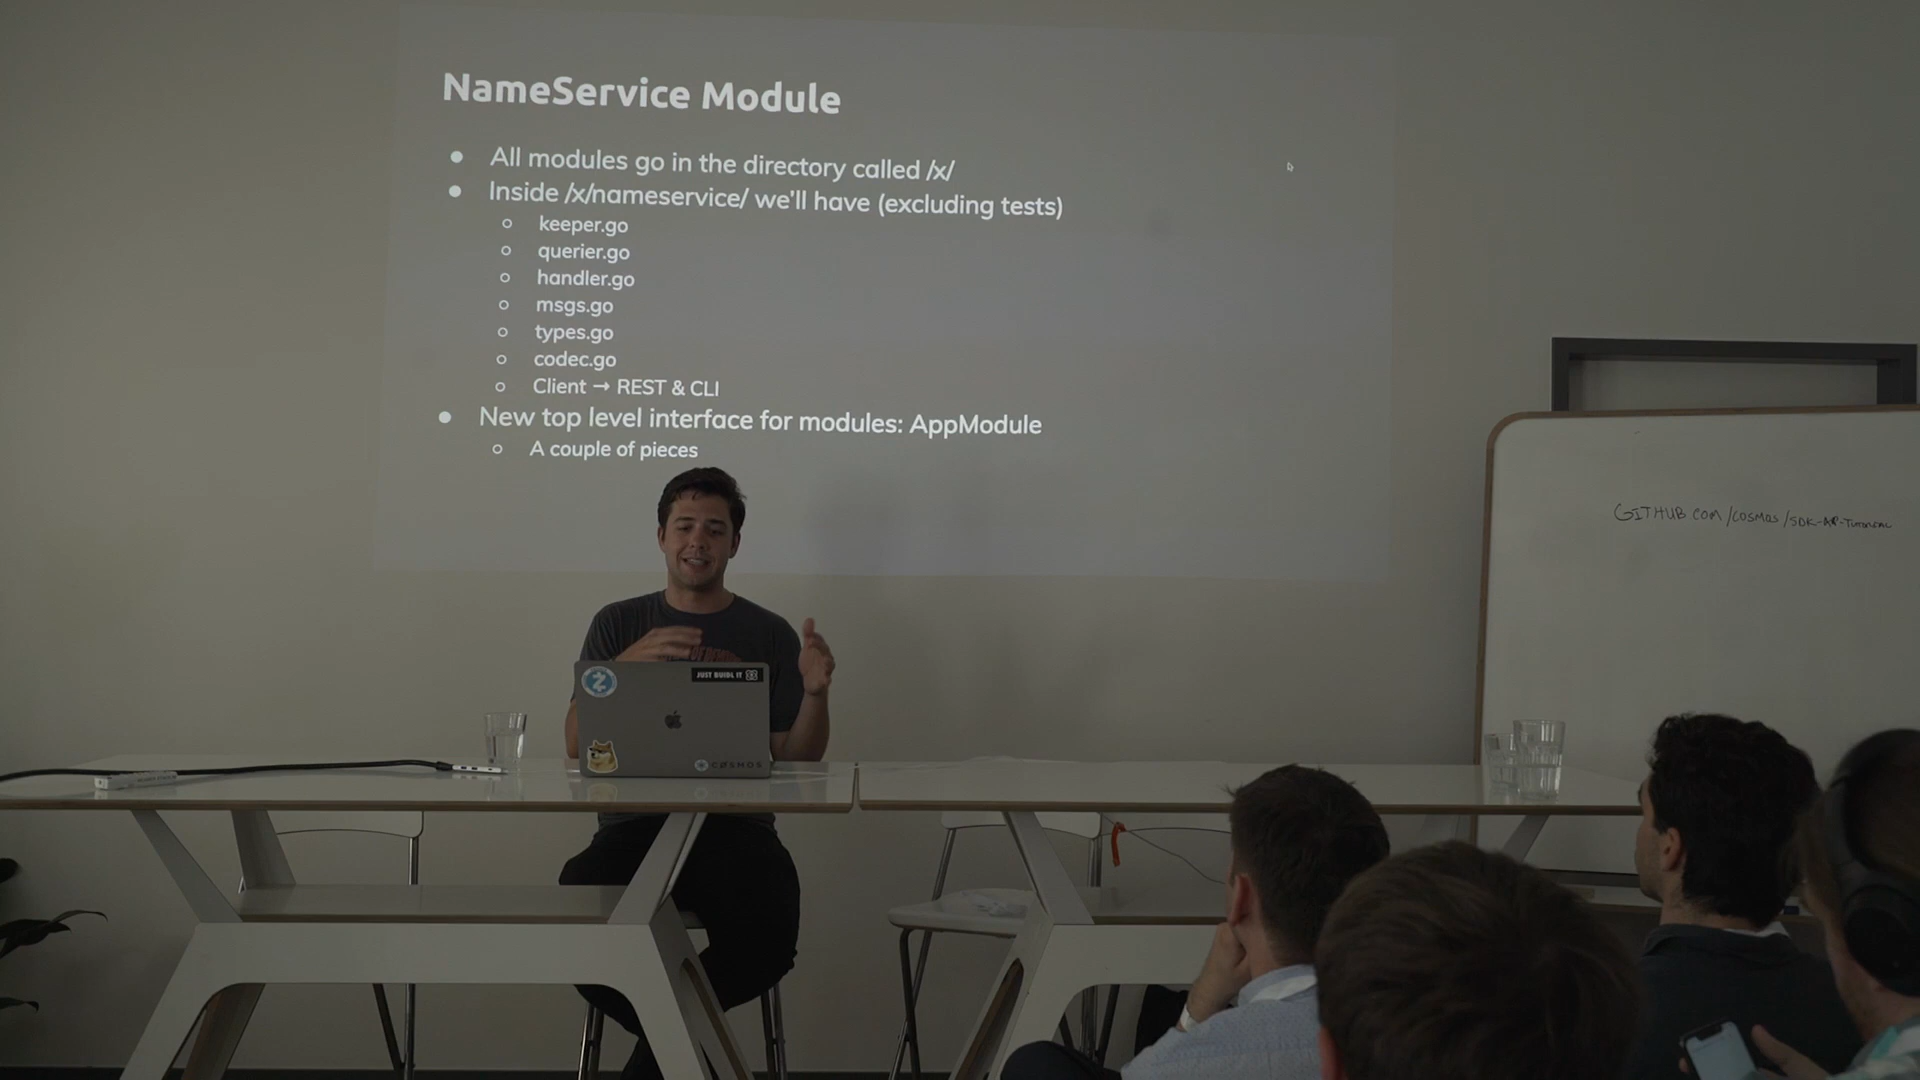 NameService Module
● All modules go in the directory called /x/
● Inside /x/nameservice/ we'll have (excluding tests)
○ keeper.go
○ querier.go
○ handler.go
○ msgs.go
○ types.go
○ codec.go
○ Client → REST & CLI
● New top level interface for modules: AppModule
○ A couple of pieces
GITHUB.COM/COSMOS/SDK-APP-TUTORIAL
JUST BUIDL IT
COSMOS